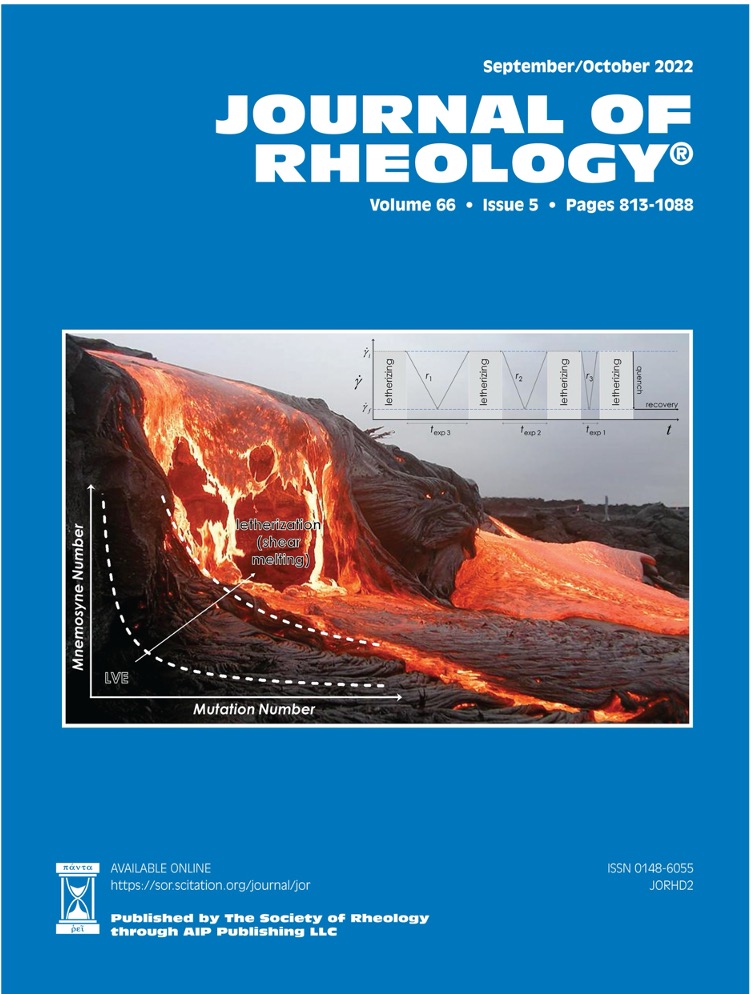 September/October 2022
JOURNAL OF
RHEOLOGY®
Volume 66 • Issue 5 • Pages 813-1088
γ̇i
γ̇
γ̇f
letherizing
r1
letherizing
r2
letherizing
r3
letherizing
quench
recovery
texp 3
texp 2
texp 1
t
Mnemosyne Number
letherization
(shear
melting)
LVE
Mutation Number
πάντα
ῥεῖ
AVAILABLE ONLINE
https://sor.scitation.org/journal/jor
Published by The Society of Rheology
through AIP Publishing LLC
ISSN 0148-6055
JORHD2